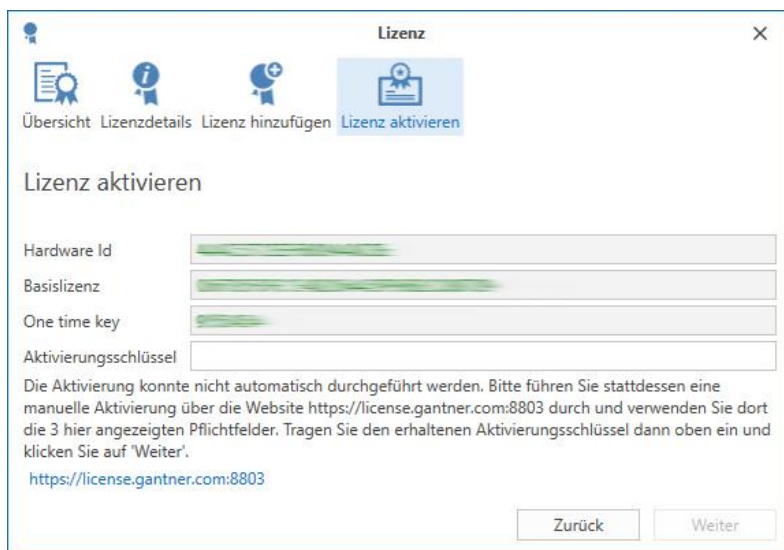 Lizenz
Übersicht Lizenzdetails Lizenz hinzufügen Lizenz aktivieren
Lizenz aktivieren
Hardware Id
Basislizenz
One time key
Aktivierungsschlüssel
Die Aktivierung konnte nicht automatisch durchgeführt werden. Bitte führen Sie stattdessen eine
manuelle Aktivierung über die Website https://license.gantner.com:8803 durch und verwenden Sie dort
die 3 hier angezeigten Pflichtfelder. Tragen Sie den erhaltenen Aktivierungsschlüssel dann oben ein und
klicken Sie auf 'Weiter'.
https://license.gantner.com:8803
Zurück Weiter